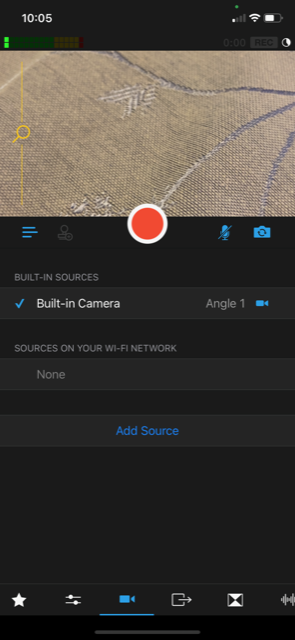 10:05
0:00 REC
BUILT-IN SOURCES
Built-in Camera Angle 1
SOURCES ON YOUR WI-FI NETWORK
None
Add Source